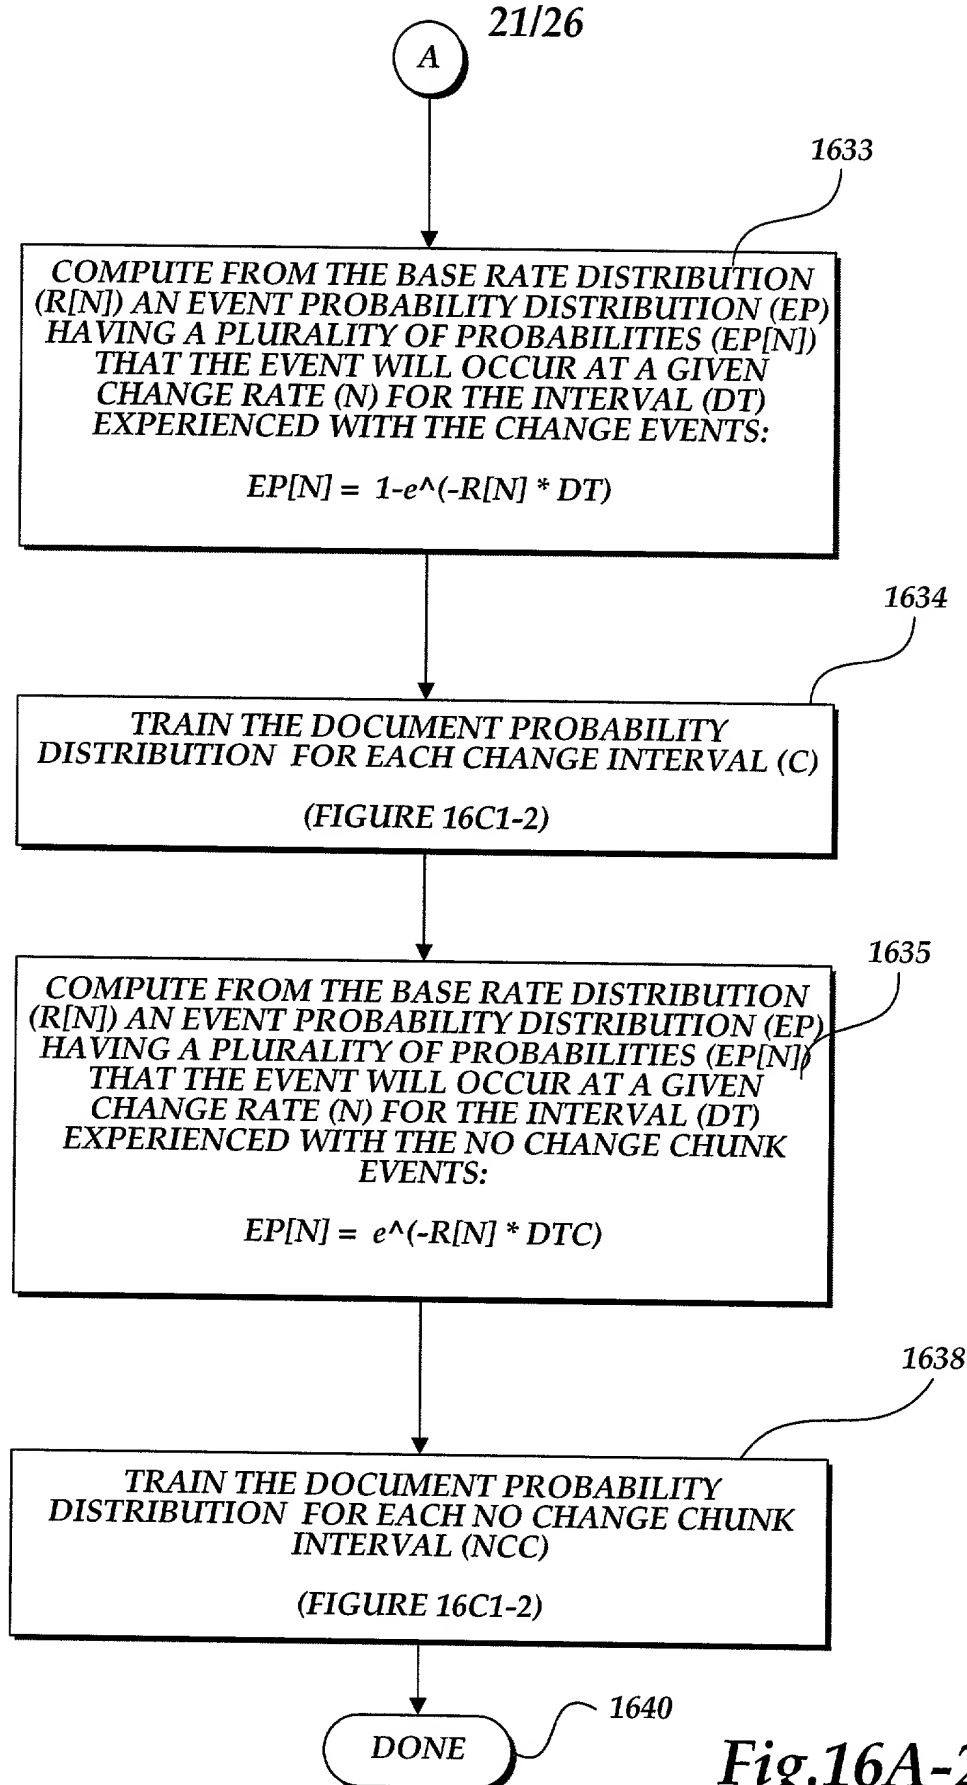 21/26
A
1633
COMPUTE FROM THE BASE RATE DISTRIBUTION
(R[N]) AN EVENT PROBABILITY DISTRIBUTION (EP)
HAVING A PLURALITY OF PROBABILITIES (EP[N])
THAT THE EVENT WILL OCCUR AT A GIVEN
CHANGE RATE (N) FOR THE INTERVAL (DT)
EXPERIENCED WITH THE CHANGE EVENTS:
EP[N] = 1-e^(-R[N] * DT)
1634
TRAIN THE DOCUMENT PROBABILITY
DISTRIBUTION FOR EACH CHANGE INTERVAL (C)
(FIGURE 16C1-2)
1635
COMPUTE FROM THE BASE RATE DISTRIBUTION
(R[N]) AN EVENT PROBABILITY DISTRIBUTION (EP)
HAVING A PLURALITY OF PROBABILITIES (EP[N])
THAT THE EVENT WILL OCCUR AT A GIVEN
CHANGE RATE (N) FOR THE INTERVAL (DT)
EXPERIENCED WITH THE NO CHANGE CHUNK
EVENTS:
EP[N] = e^(-R[N] * DTC)
1638
TRAIN THE DOCUMENT PROBABILITY
DISTRIBUTION FOR EACH NO CHANGE CHUNK
INTERVAL (NCC)
(FIGURE 16C1-2)
1640
DONE
Fig.16A-2